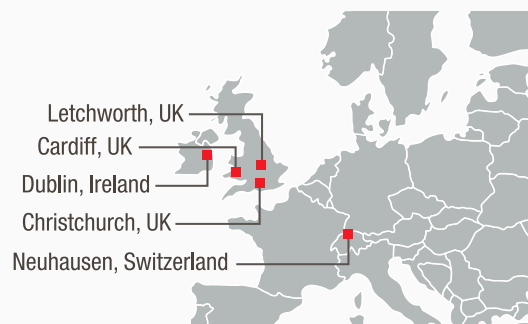 Letchworth, UK
Cardiff, UK
Dublin, Ireland
Christchurch, UK
Neuhausen, Switzerland